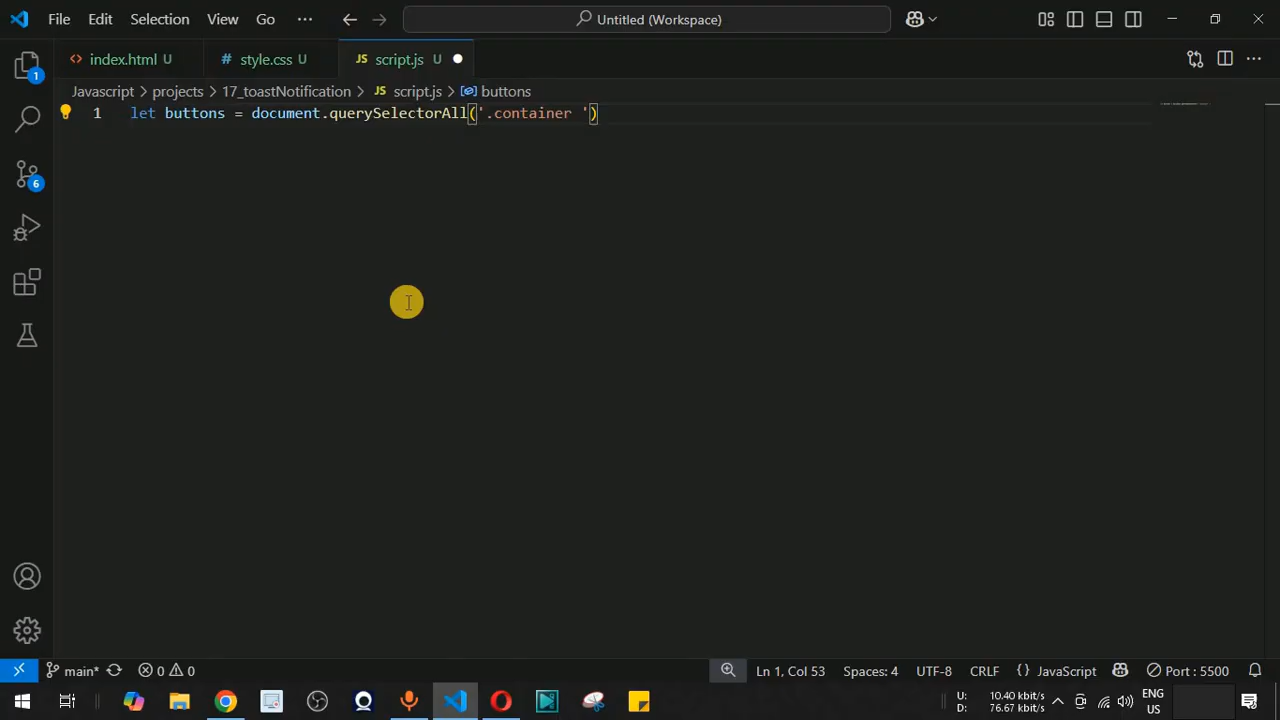 File Edit Selection View Go ··· Untitled (Workspace)
index.html U style.css U JS script.js U
Javascript > projects > 17_toastNotification > JS script.js > buttons
1 let buttons = document.querySelectorAll('.container ')
1
6
main* 0 0 Ln 1, Col 53 Spaces: 4 UTF-8 CRLF {} JavaScript Port : 5500
U: 10.40 kbit/s ENG
D: 76.67 kbit/s US